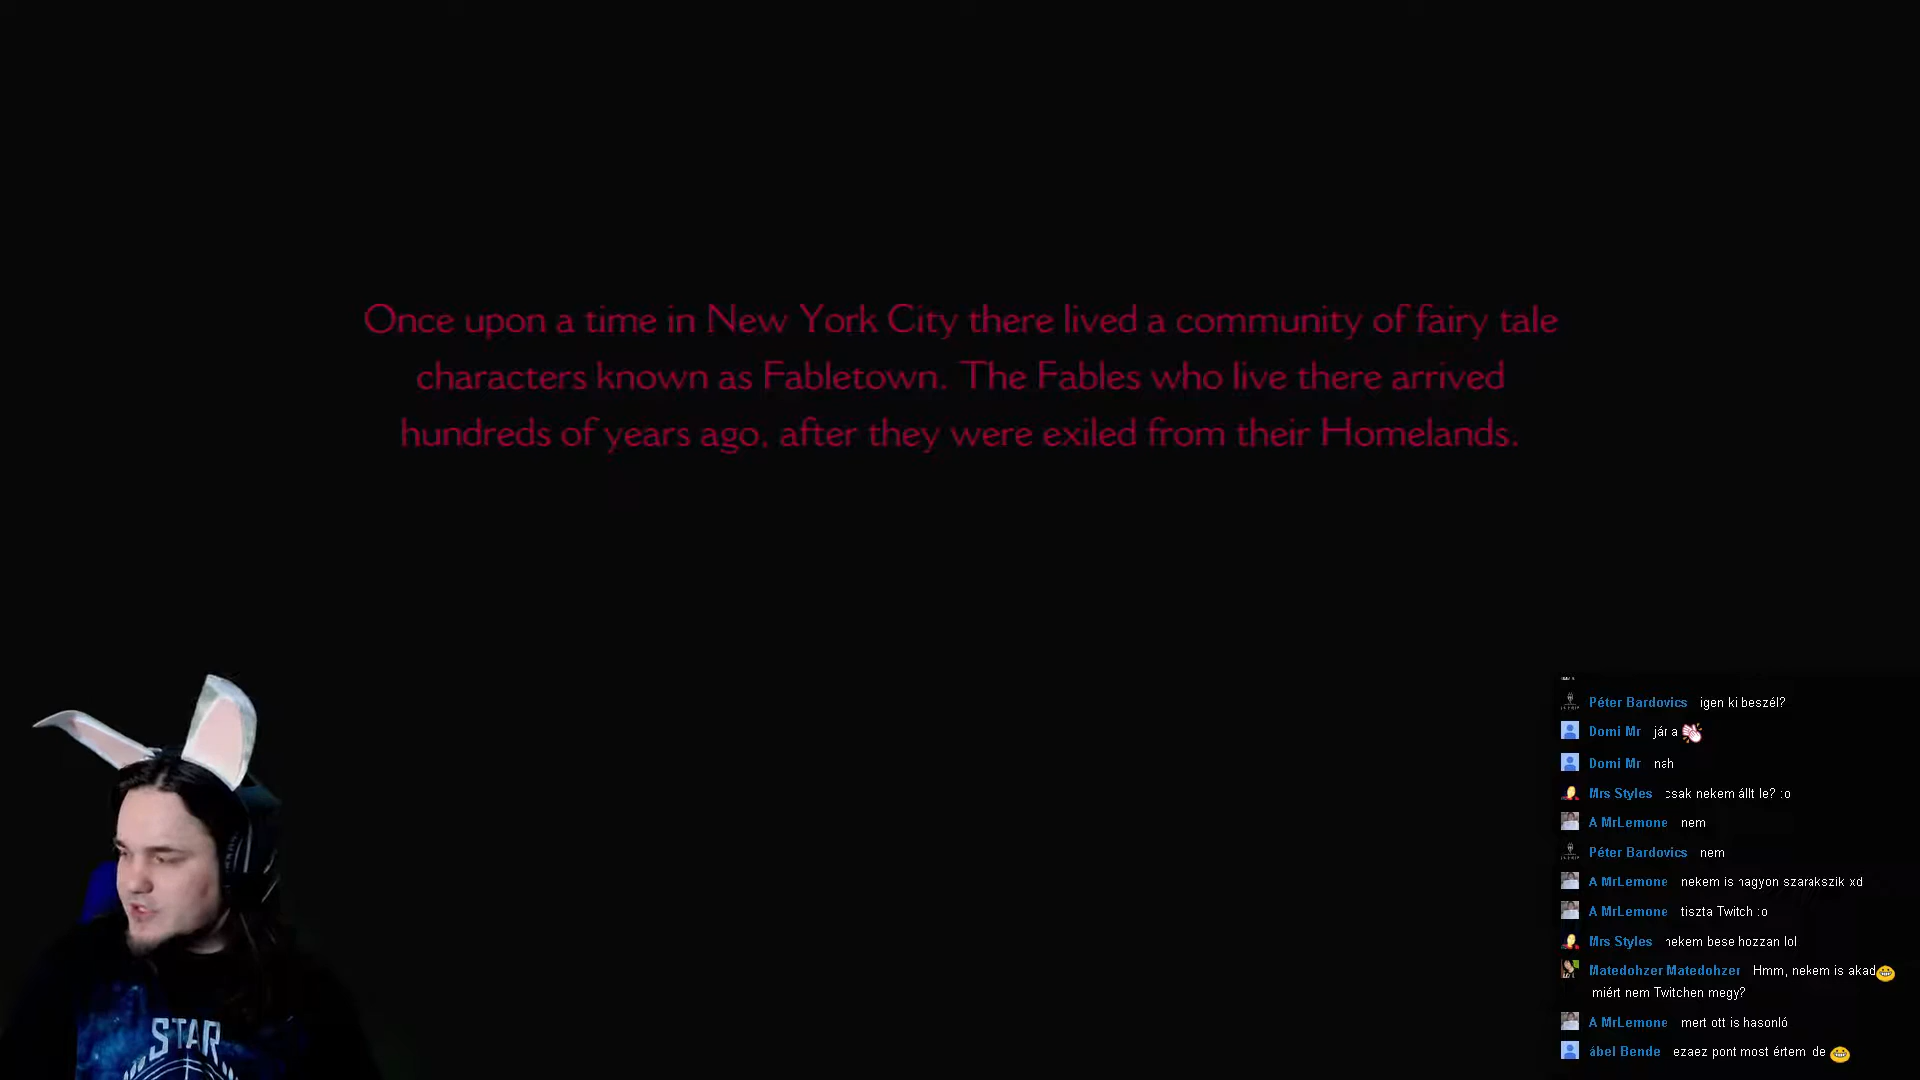 Once upon a time in New York City there lived a community of fairy tale
characters known as Fabletown. The Fables who live there arrived
hundreds of years ago, after they were exiled from their Homelands.
Péter Bardovics igen ki beszél?
Domi Mr jár a
Domi Mr nah
Mrs Styles csak nekem állt le? :o
A MrLemone nem
Péter Bardovics nem
A MrLemone nekem is nagyon szarakszik xd
A MrLemone tiszta Twitch :o
Mrs Styles nekem bese hozzan lol
Matedohzer Matedohzer Hmm, nekem is akad
miért nem Twitchen megy?
A MrLemone mert ott is hasonló
ábel Bende ezaez pont most értem de
STAR